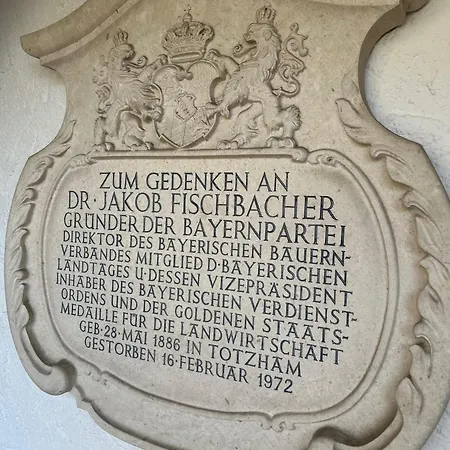 ZUM GEDENKEN AN
DR·JAKOB FISCHBACHER
GRÜNDER DER BAYERNPARTEI
DIREKTOR DES BAYERISCHEN BAUERN-
VERBANDES MITGLIED D·BAYERISCHEN
LANDTAGES U·DESSEN VIZEPRÄSIDENT
INHABER DES BAYERISCHEN VERDIENST-
ORDENS UND DER GOLDENEN STAATS-
MEDAILLE FÜR DIE LANDWIRTSCHAFT
GEB·28·MAI 1886 IN TOTZHAM
GESTORBEN 16·FEBRUAR 1972